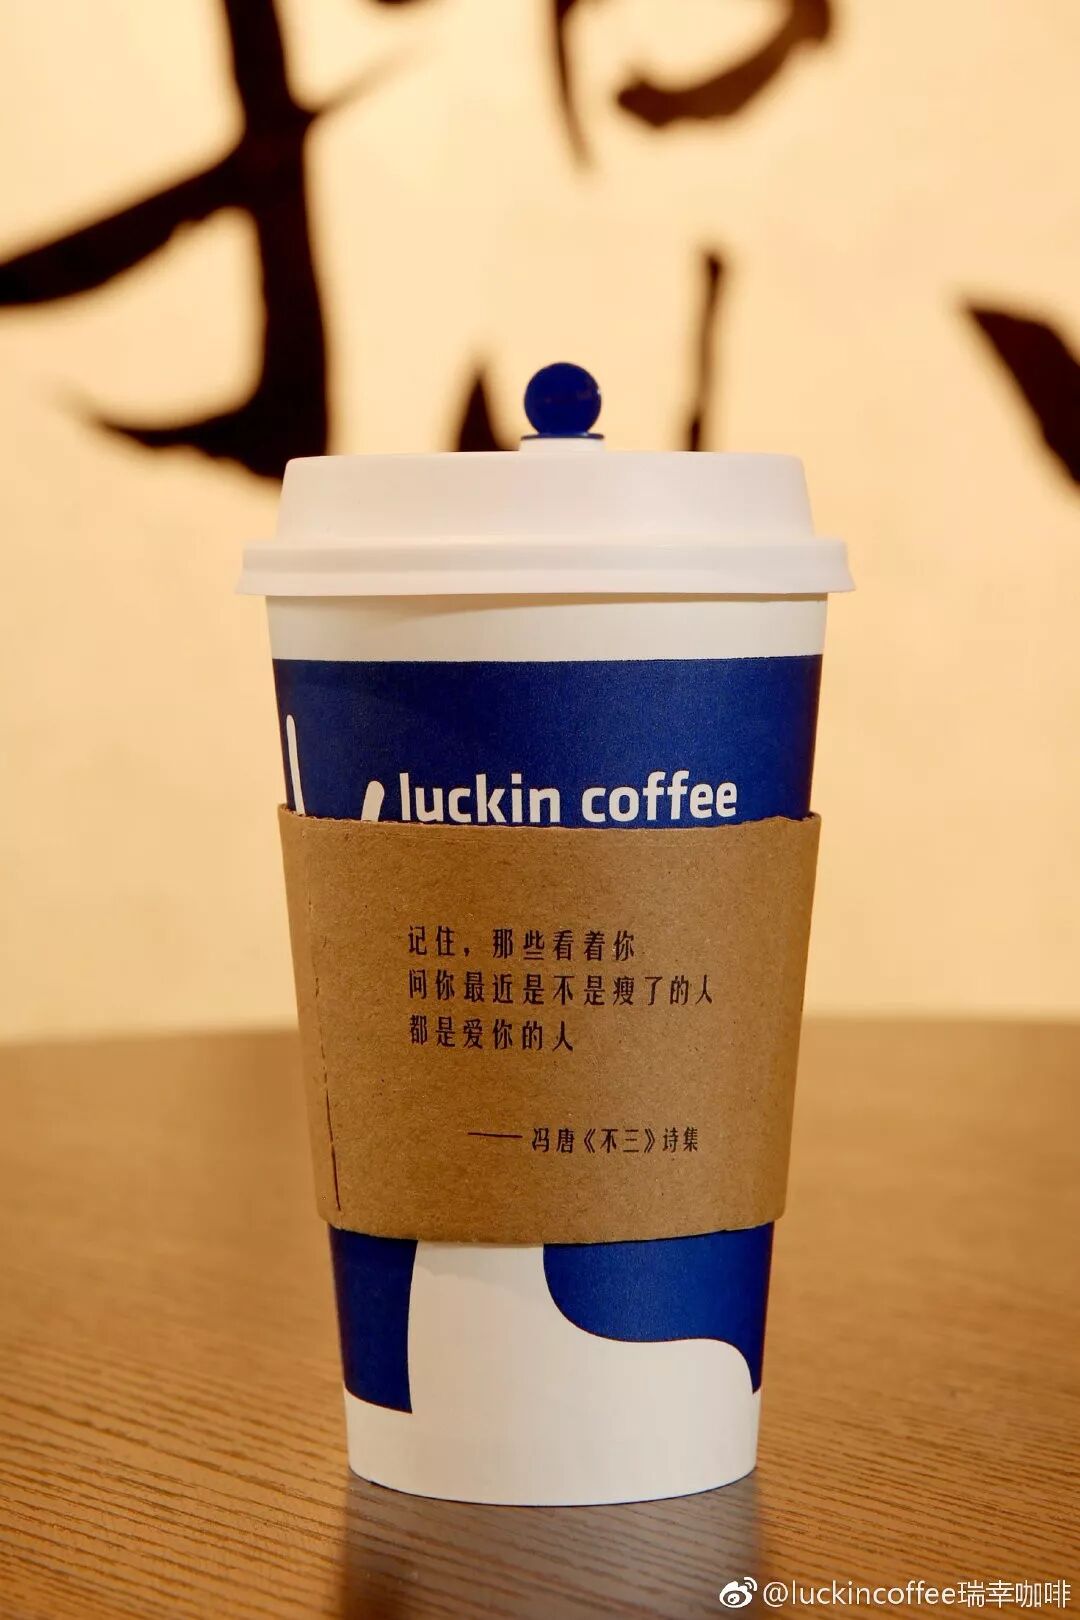 luckin coffee
记住，那些看着你
问你最近是不是瘦了的人
都是爱你的人
——冯唐《不三》诗集
@luckincoffee瑞幸咖啡